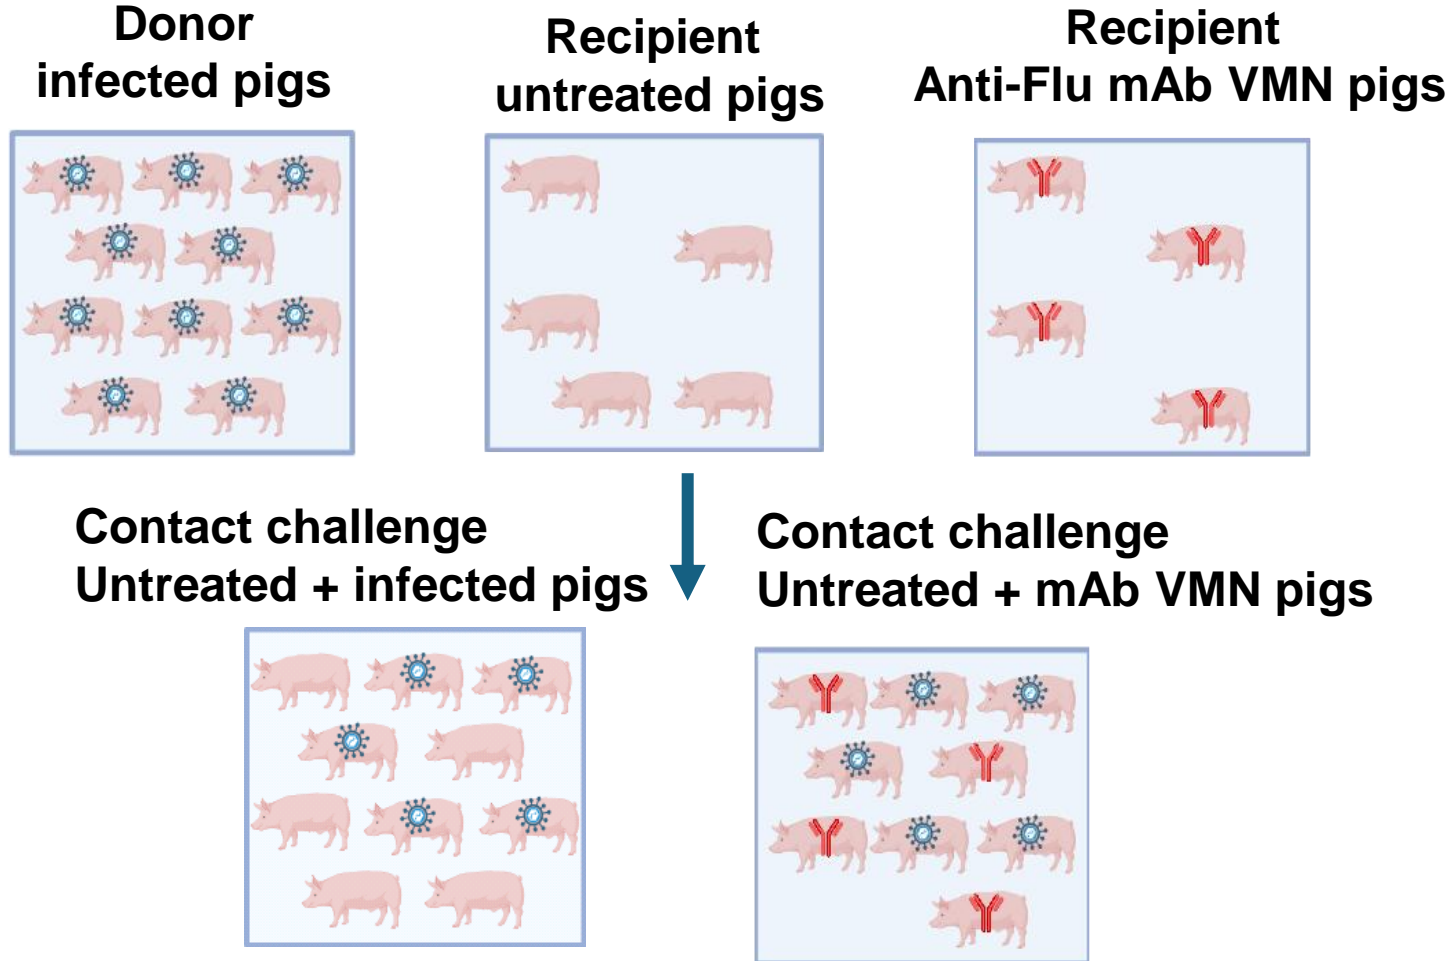 Donor
infected pigs
Recipient
untreated pigs
Recipient
Anti-Flu mAb VMN pigs
Contact challenge
Untreated + infected pigs
Contact challenge
Untreated + mAb VMN pigs